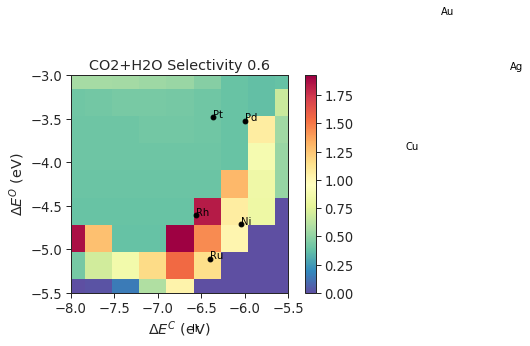 Au
Ag
CO2+H2O Selectivity 0.6
−3.0
−3.5
−4.0
−4.5
−5.0
−5.5
ΔE^O (eV)
Pt
Pd
Cu
Rh
Ni
Ru
1.75
1.50
1.25
1.00
0.75
0.50
0.25
0.00
−8.0 −7.5 −7.0 −6.5 −6.0 −5.5
ΔE^C (eV)
Ir